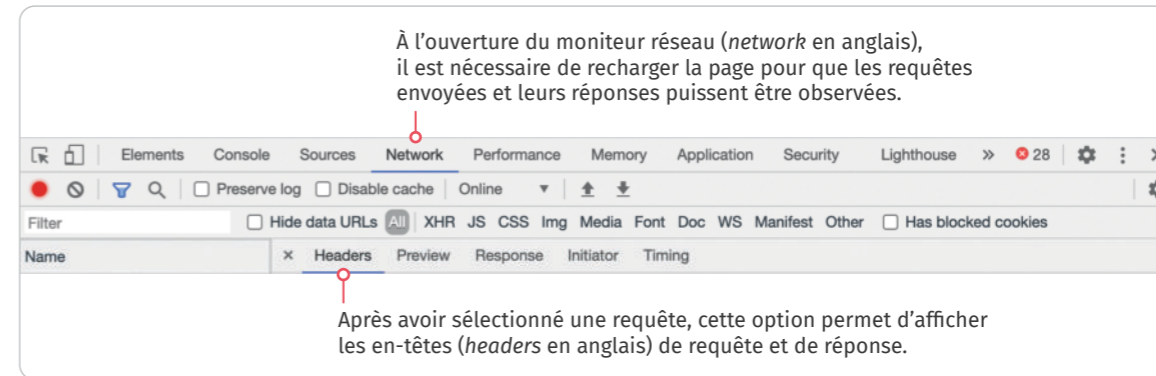 À l'ouverture du moniteur réseau (network en anglais),
il est nécessaire de recharger la page pour que les requêtes
envoyées et leurs réponses puissent être observées.
Elements Console Sources Network Performance Memory Application Security Lighthouse » 28
Preserve log Disable cache Online
Filter Hide data URLs All XHR JS CSS Img Media Font Doc WS Manifest Other Has blocked cookies
Name × Headers Preview Response Initiator Timing
Après avoir sélectionné une requête, cette option permet d'afficher
les en-têtes (headers en anglais) de requête et de réponse.